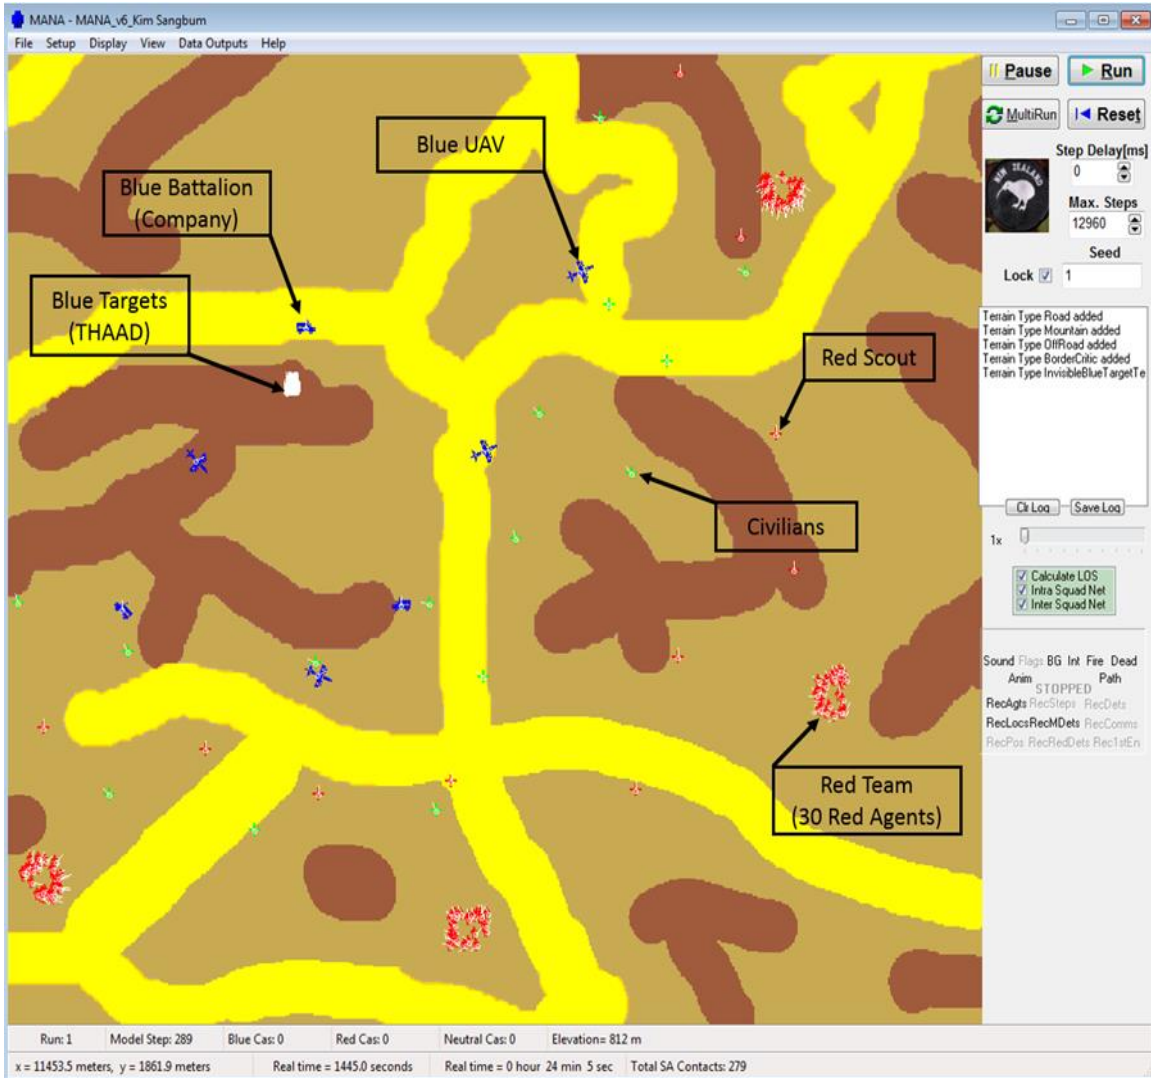 MANA - MANA_v6_Kim Sangbum
File Setup Display View Data Outputs Help
Blue UAV
Blue Battalion
(Company)
Blue Targets
(THAAD)
Red Scout
Civilians
Red Team
(30 Red Agents)
Pause
Run
MultiRun
Reset
NEW ZEALAND
Step Delay[ms]
0
Max. Steps
12960
Seed
Lock 1
Terrain Type Road added
Terrain Type Mountain added
Terrain Type OffRoad added
Terrain Type BorderCritic added
Terrain Type InvisibleBlueTargetTe
Clr Log Save Log
1x
Calculate LOS
Intra Squad Net
Inter Squad Net
Sound Flags BG Int Fire Dead
Anim Path
STOPPED
RecAgts RecSteps RecDets
RecLocs RecMDets RecComms
RecPos RecRedDets Rec1stEn
Run: 1 Model Step: 289 Blue Cas: 0 Red Cas: 0 Neutral Cas: 0 Elevation= 812 m
x = 11453.5 meters, y = 1861.9 meters Real time = 1445.0 seconds Real time = 0 hour 24 min 5 sec Total SA Contacts: 279